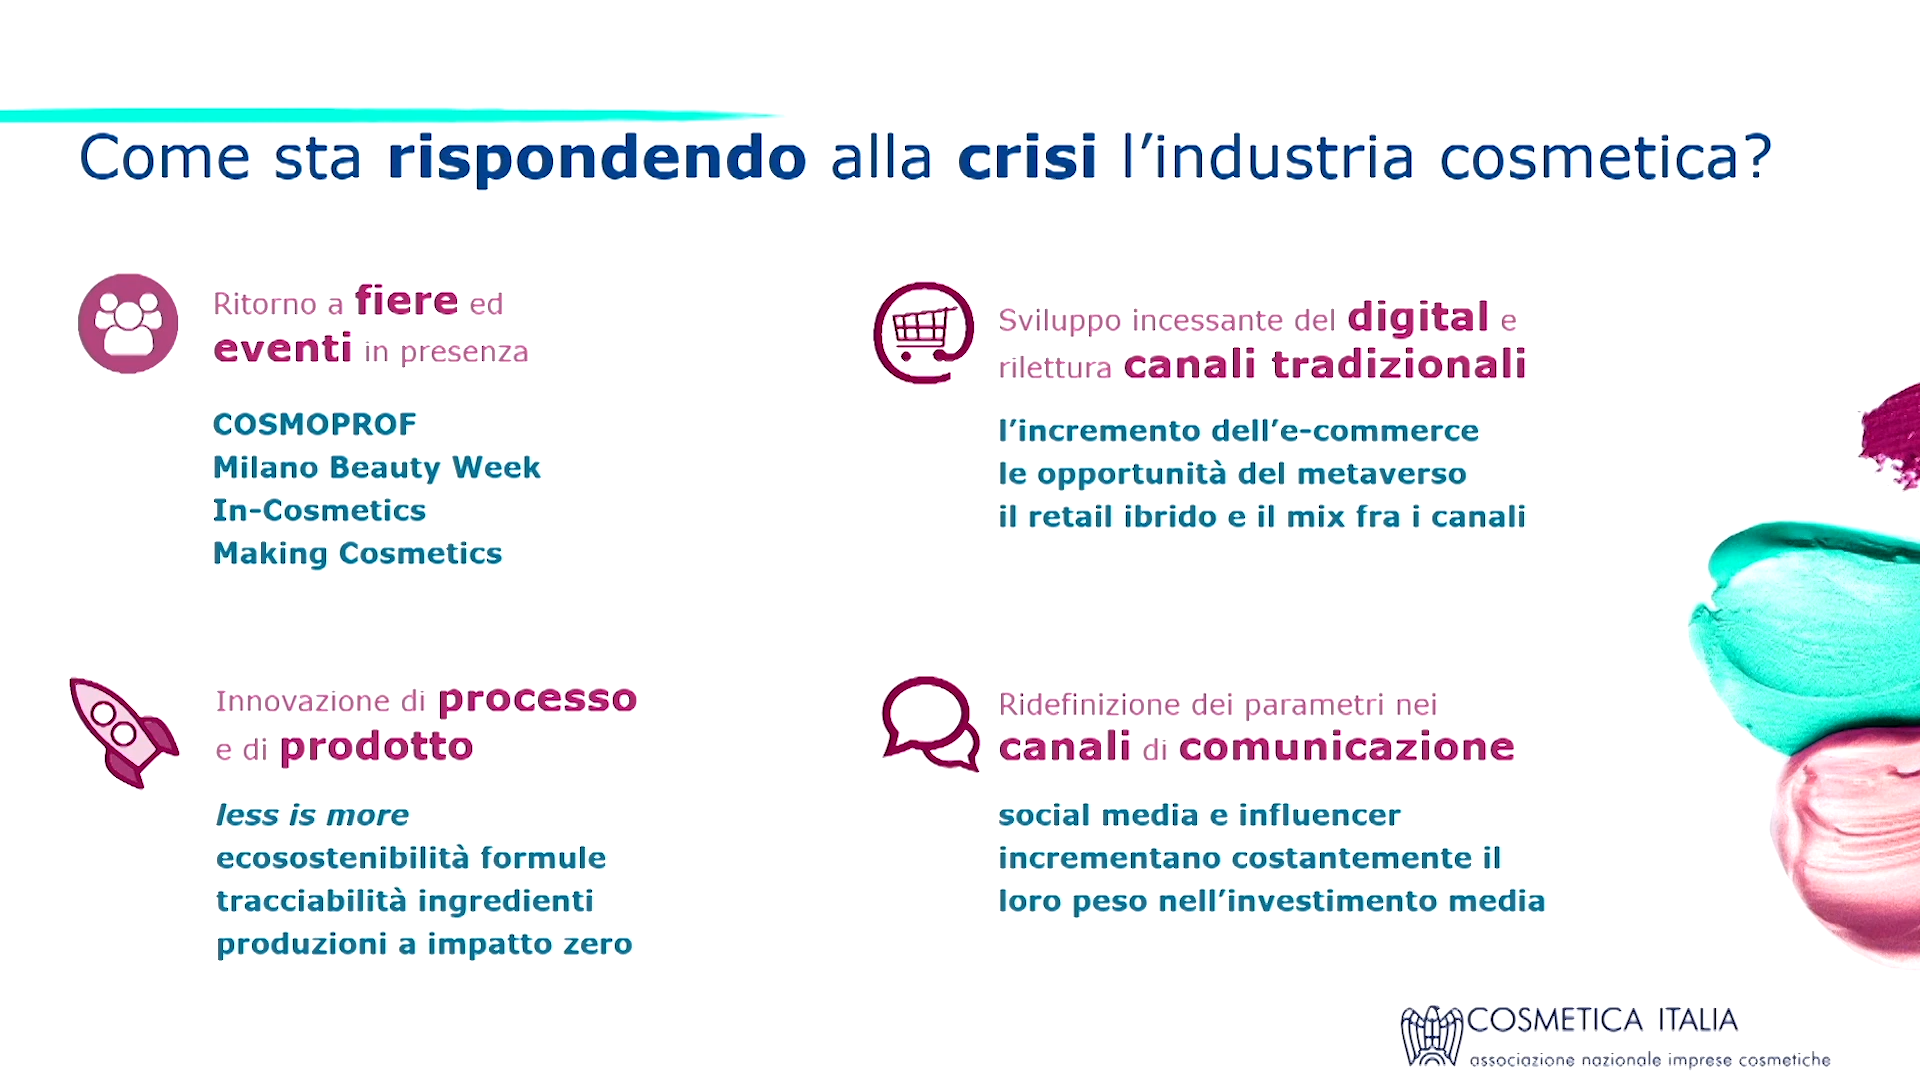 Come sta rispondendo alla crisi l’industria cosmetica?
Ritorno a fiere ed
eventi in presenza
COSMOPROF
Milano Beauty Week
In-Cosmetics
Making Cosmetics
Sviluppo incessante del digital e
rilettura canali tradizionali
l’incremento dell’e-commerce
le opportunità del metaverso
il retail ibrido e il mix fra i canali
Innovazione di processo
e di prodotto
less is more
ecosostenibilità formule
tracciabilità ingredienti
produzioni a impatto zero
Ridefinizione dei parametri nei
canali di comunicazione
social media e influencer
incrementano costantemente il
loro peso nell’investimento media
COSMETICA ITALIA
associazione nazionale imprese cosmetiche